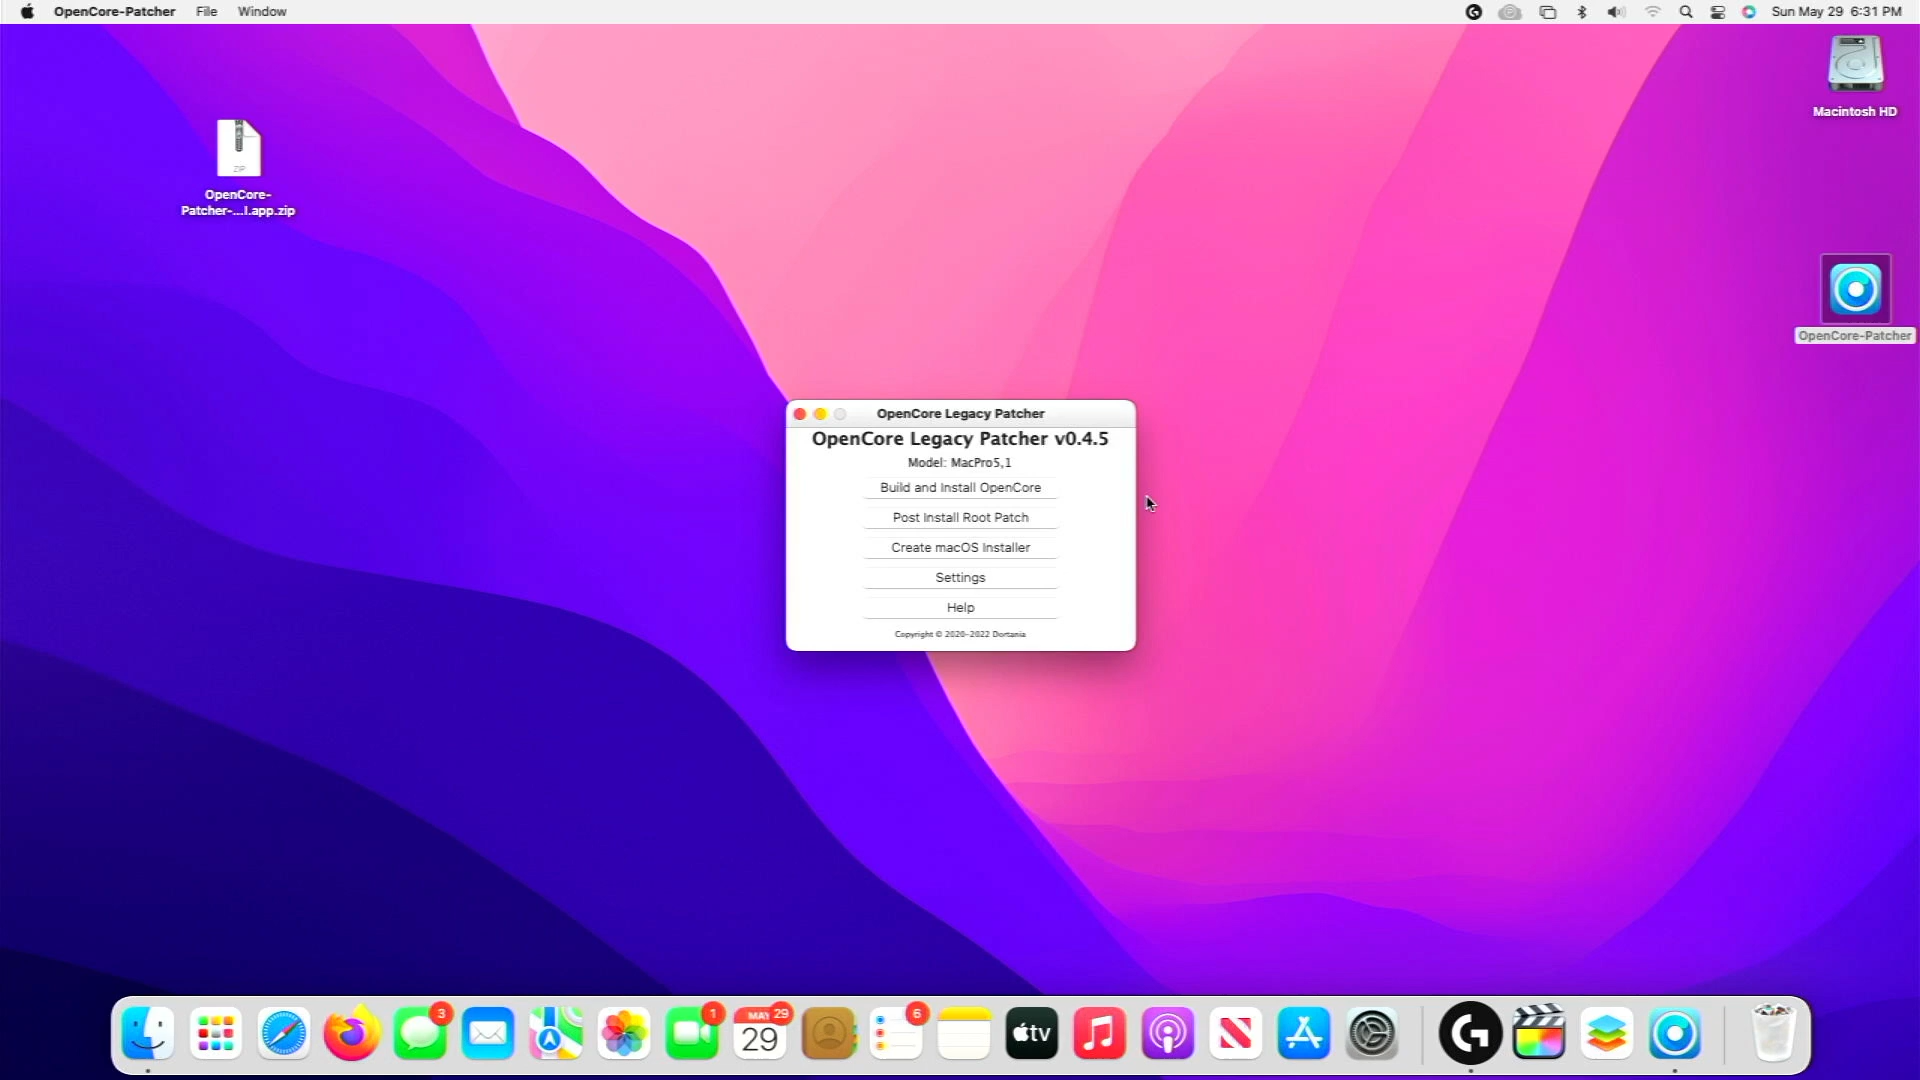 OpenCore-Patcher File Window
Sun May 29 6:31 PM
Macintosh HD
ZIP
OpenCore-
Patcher-...l.app.zip
OpenCore-Patcher
OpenCore Legacy Patcher
OpenCore Legacy Patcher v0.4.5
Model: MacPro5,1
Build and Install OpenCore
Post Install Root Patch
Create macOS Installer
Settings
Help
Copyright © 2020-2022 Dortania
3
1
MAY 29
29
6
tv